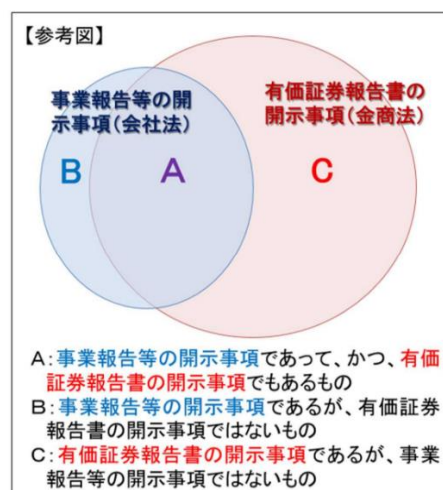 【参考図】
事業報告等の開
示事項(会社法)
有価証券報告書の
開示事項(金商法)
B
A
C
A:事業報告等の開示事項であって、かつ、有価
証券報告書の開示事項でもあるもの
B:事業報告等の開示事項であるが、有価証券
報告書の開示事項ではないもの
C:有価証券報告書の開示事項であるが、事業
報告等の開示事項ではないもの